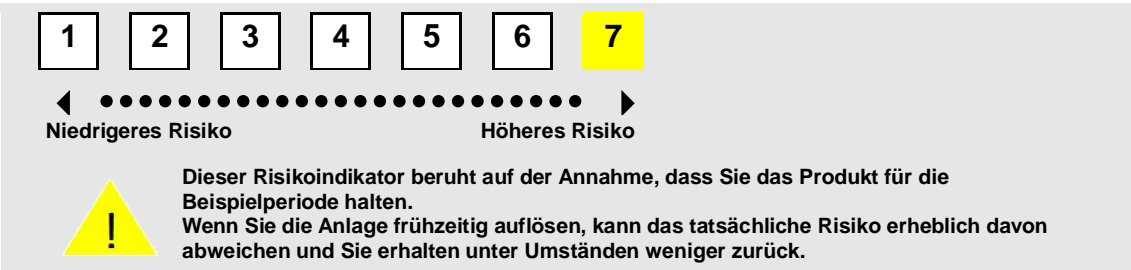 1 2 3 4 5 6 7
Niedrigeres Risiko Höheres Risiko
Dieser Risikoindikator beruht auf der Annahme, dass Sie das Produkt für die
Beispielperiode halten.
Wenn Sie die Anlage frühzeitig auflösen, kann das tatsächliche Risiko erheblich davon
abweichen und Sie erhalten unter Umständen weniger zurück.
!